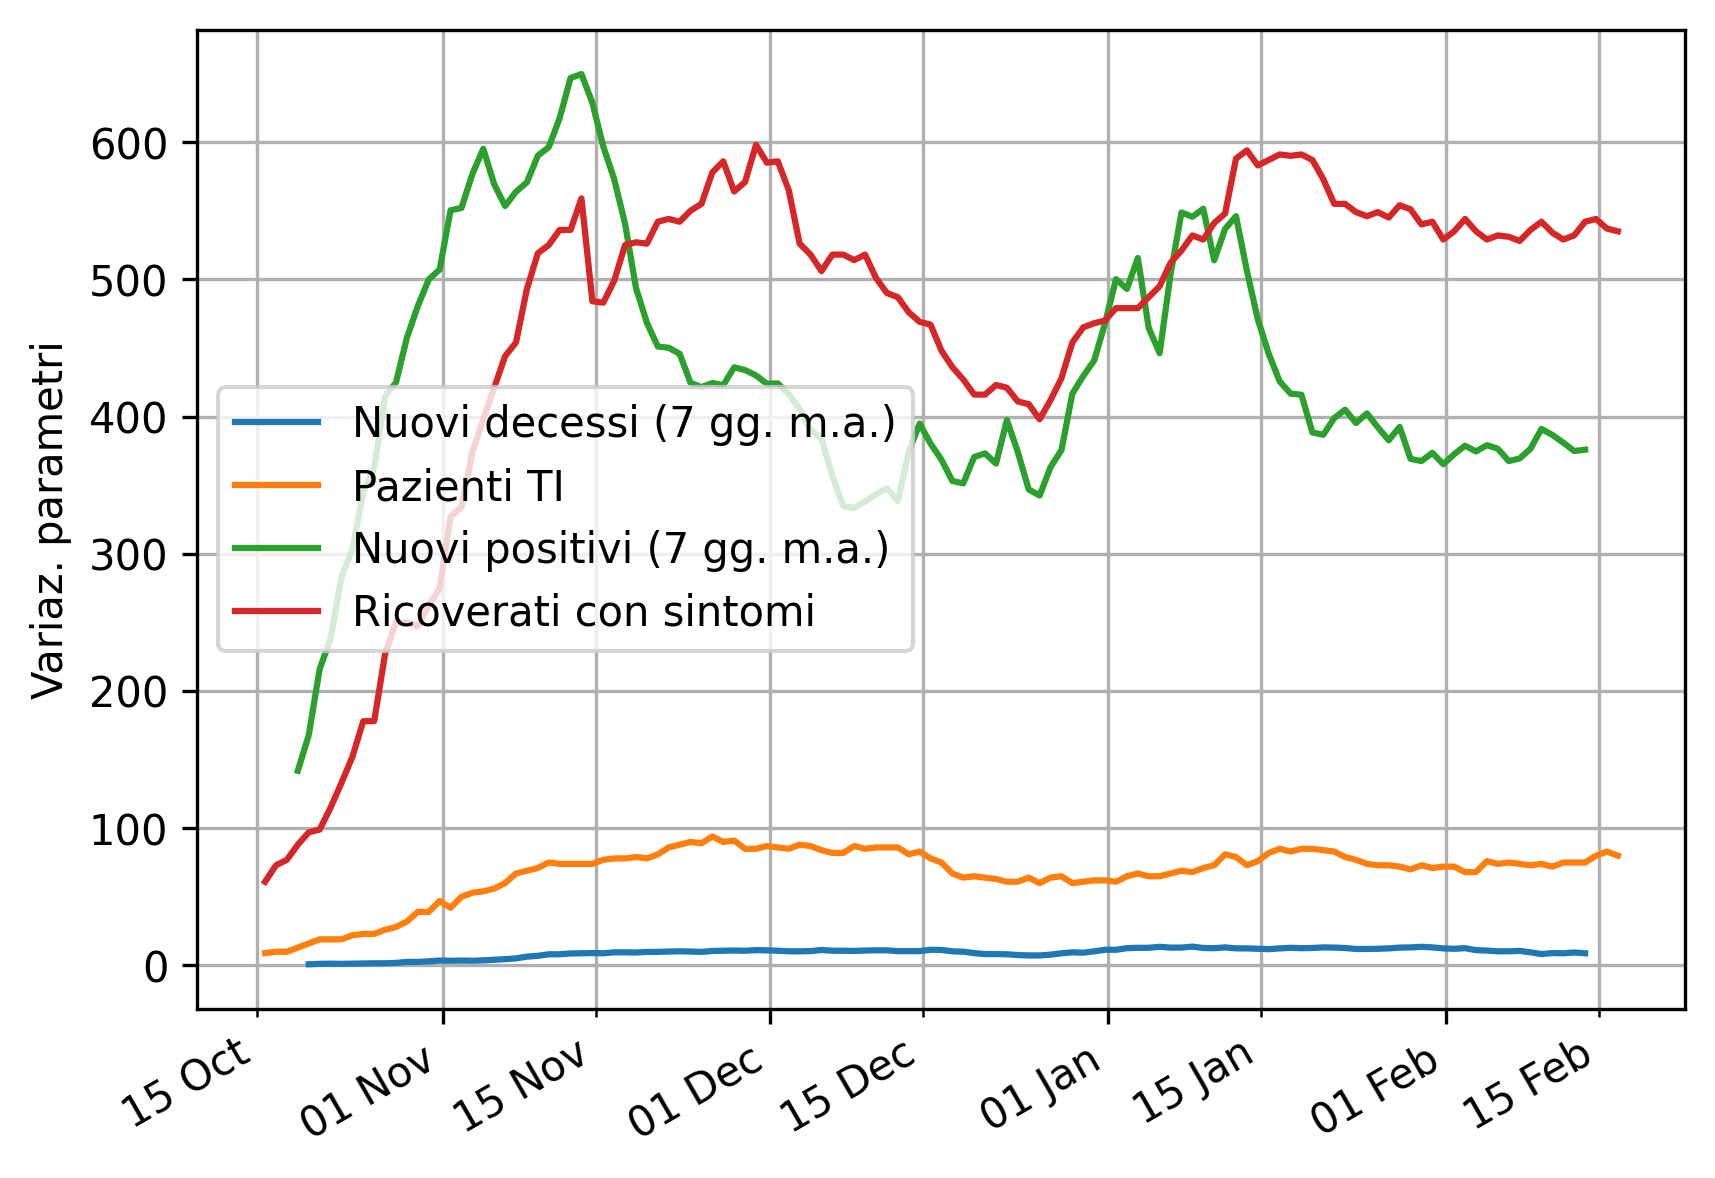 Variaz. parametri
600
500
400
300
200
100
0
Nuovi decessi (7 gg. m.a.)
Pazienti TI
Nuovi positivi (7 gg. m.a.)
Ricoverati con sintomi
15 Oct
01 Nov
15 Nov
01 Dec
15 Dec
01 Jan
15 Jan
01 Feb
15 Feb